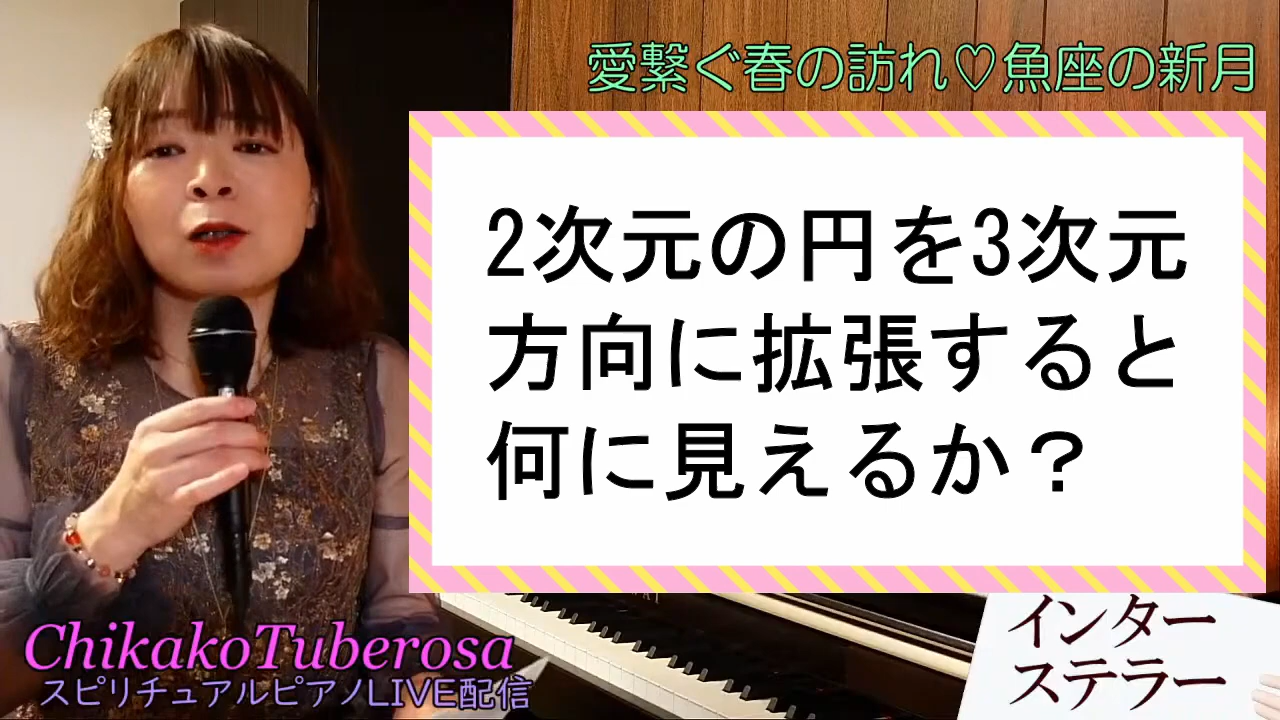 愛繋ぐ春の訪れ♡魚座の新月
2次元の円を3次元
方向に拡張すると
何に見えるか？
ChikakoTuberosa
スピリチュアルピアノLIVE配信
インター
ステラー